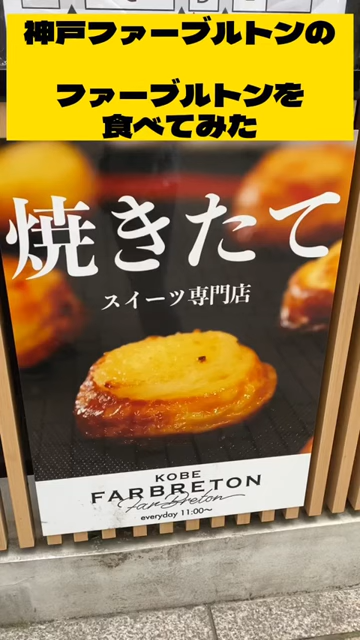 神戸ファーブルトンの
ファーブルトンを
食べてみた
焼きたて
スイーツ専門店
KOBE
FARBRETON
Far Breton
everyday 11:00～